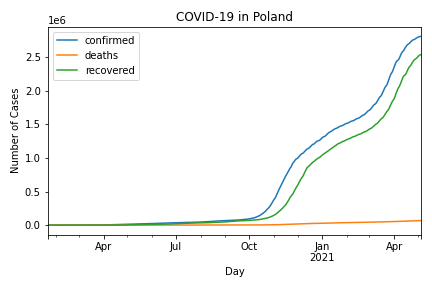 COVID-19 in Poland
1e6
confirmed
deaths
recovered
Number of Cases
2.5
2.0
1.5
1.0
0.5
0.0
Apr Jul Oct Jan Apr
2021
Day